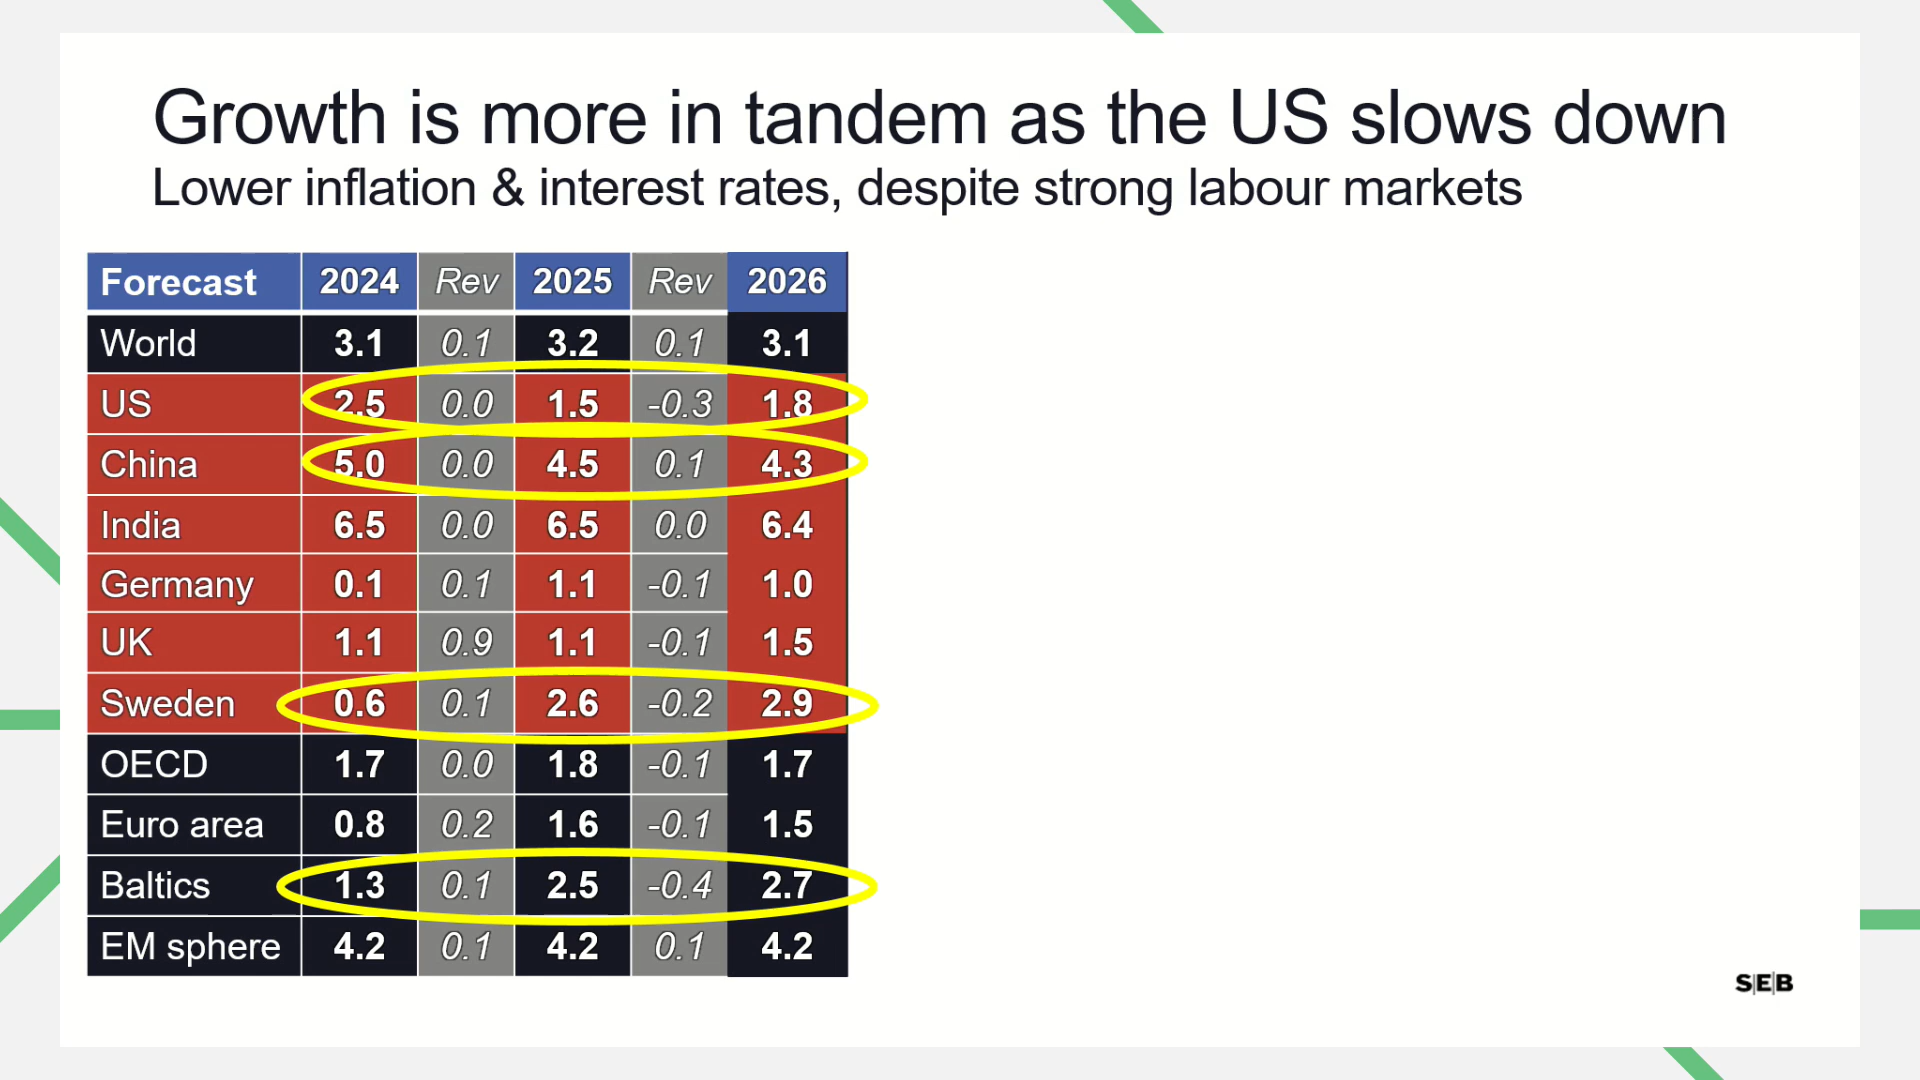 Growth is more in tandem as the US slows down
Lower inflation & interest rates, despite strong labour markets
Forecast 2024 Rev 2025 Rev 2026
World 3.1 0.1 3.2 0.1 3.1
US 2.5 0.0 1.5 -0.3 1.8
China 5.0 0.0 4.5 0.1 4.3
India 6.5 0.0 6.5 0.0 6.4
Germany 0.1 0.1 1.1 -0.1 1.0
UK 1.1 0.9 1.1 -0.1 1.5
Sweden 0.6 0.1 2.6 -0.2 2.9
OECD 1.7 0.0 1.8 -0.1 1.7
Euro area 0.8 0.2 1.6 -0.1 1.5
Baltics 1.3 0.1 2.5 -0.4 2.7
EM sphere 4.2 0.1 4.2 0.1 4.2
SEB